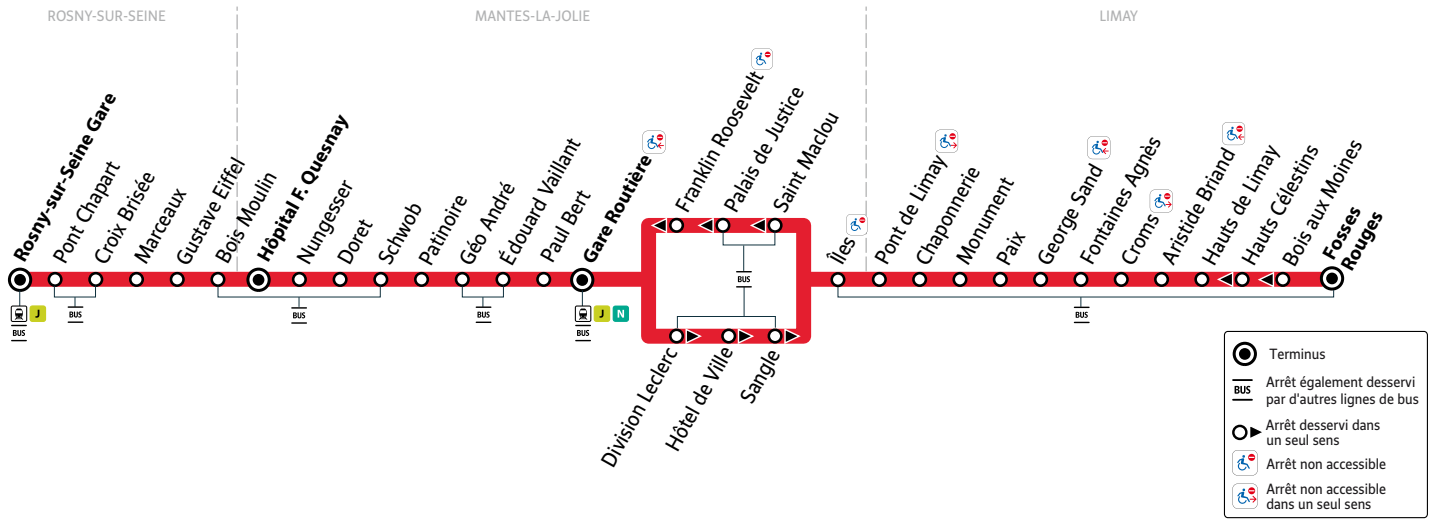 ROSNY-SUR-SEINE
MANTES-LA-JOLIE
LIMAY
Rosny-sur-Seine Gare
Pont Chapart
Croix Brisée
Marceaux
Gustave Eiffel
Bois Moulin
Hôpital F. Quesnay
Nungesser
Doret
Schwob
Patinoire
Géo André
Édouard Vaillant
Paul Bert
Gare Routière
Franklin Roosevelt
Palais de Justice
Saint Maclou
Division Leclerc
Hôtel de Ville
Sangle
Îles
Pont de Limay
Chaponnerie
Monument
Paix
George Sand
Fontaines Agnès
Croms
Aristide Briand
Hauts de Limay
Hauts Célestins
Bois aux Moines
Fosses
Rouges
J
BUS
BUS
BUS
BUS
J
N
BUS
BUS
BUS
Terminus
BUS
Arrêt également desservi
par d'autres lignes de bus
Arrêt desservi dans
un seul sens
Arrêt non accessible
Arrêt non accessible
dans un seul sens